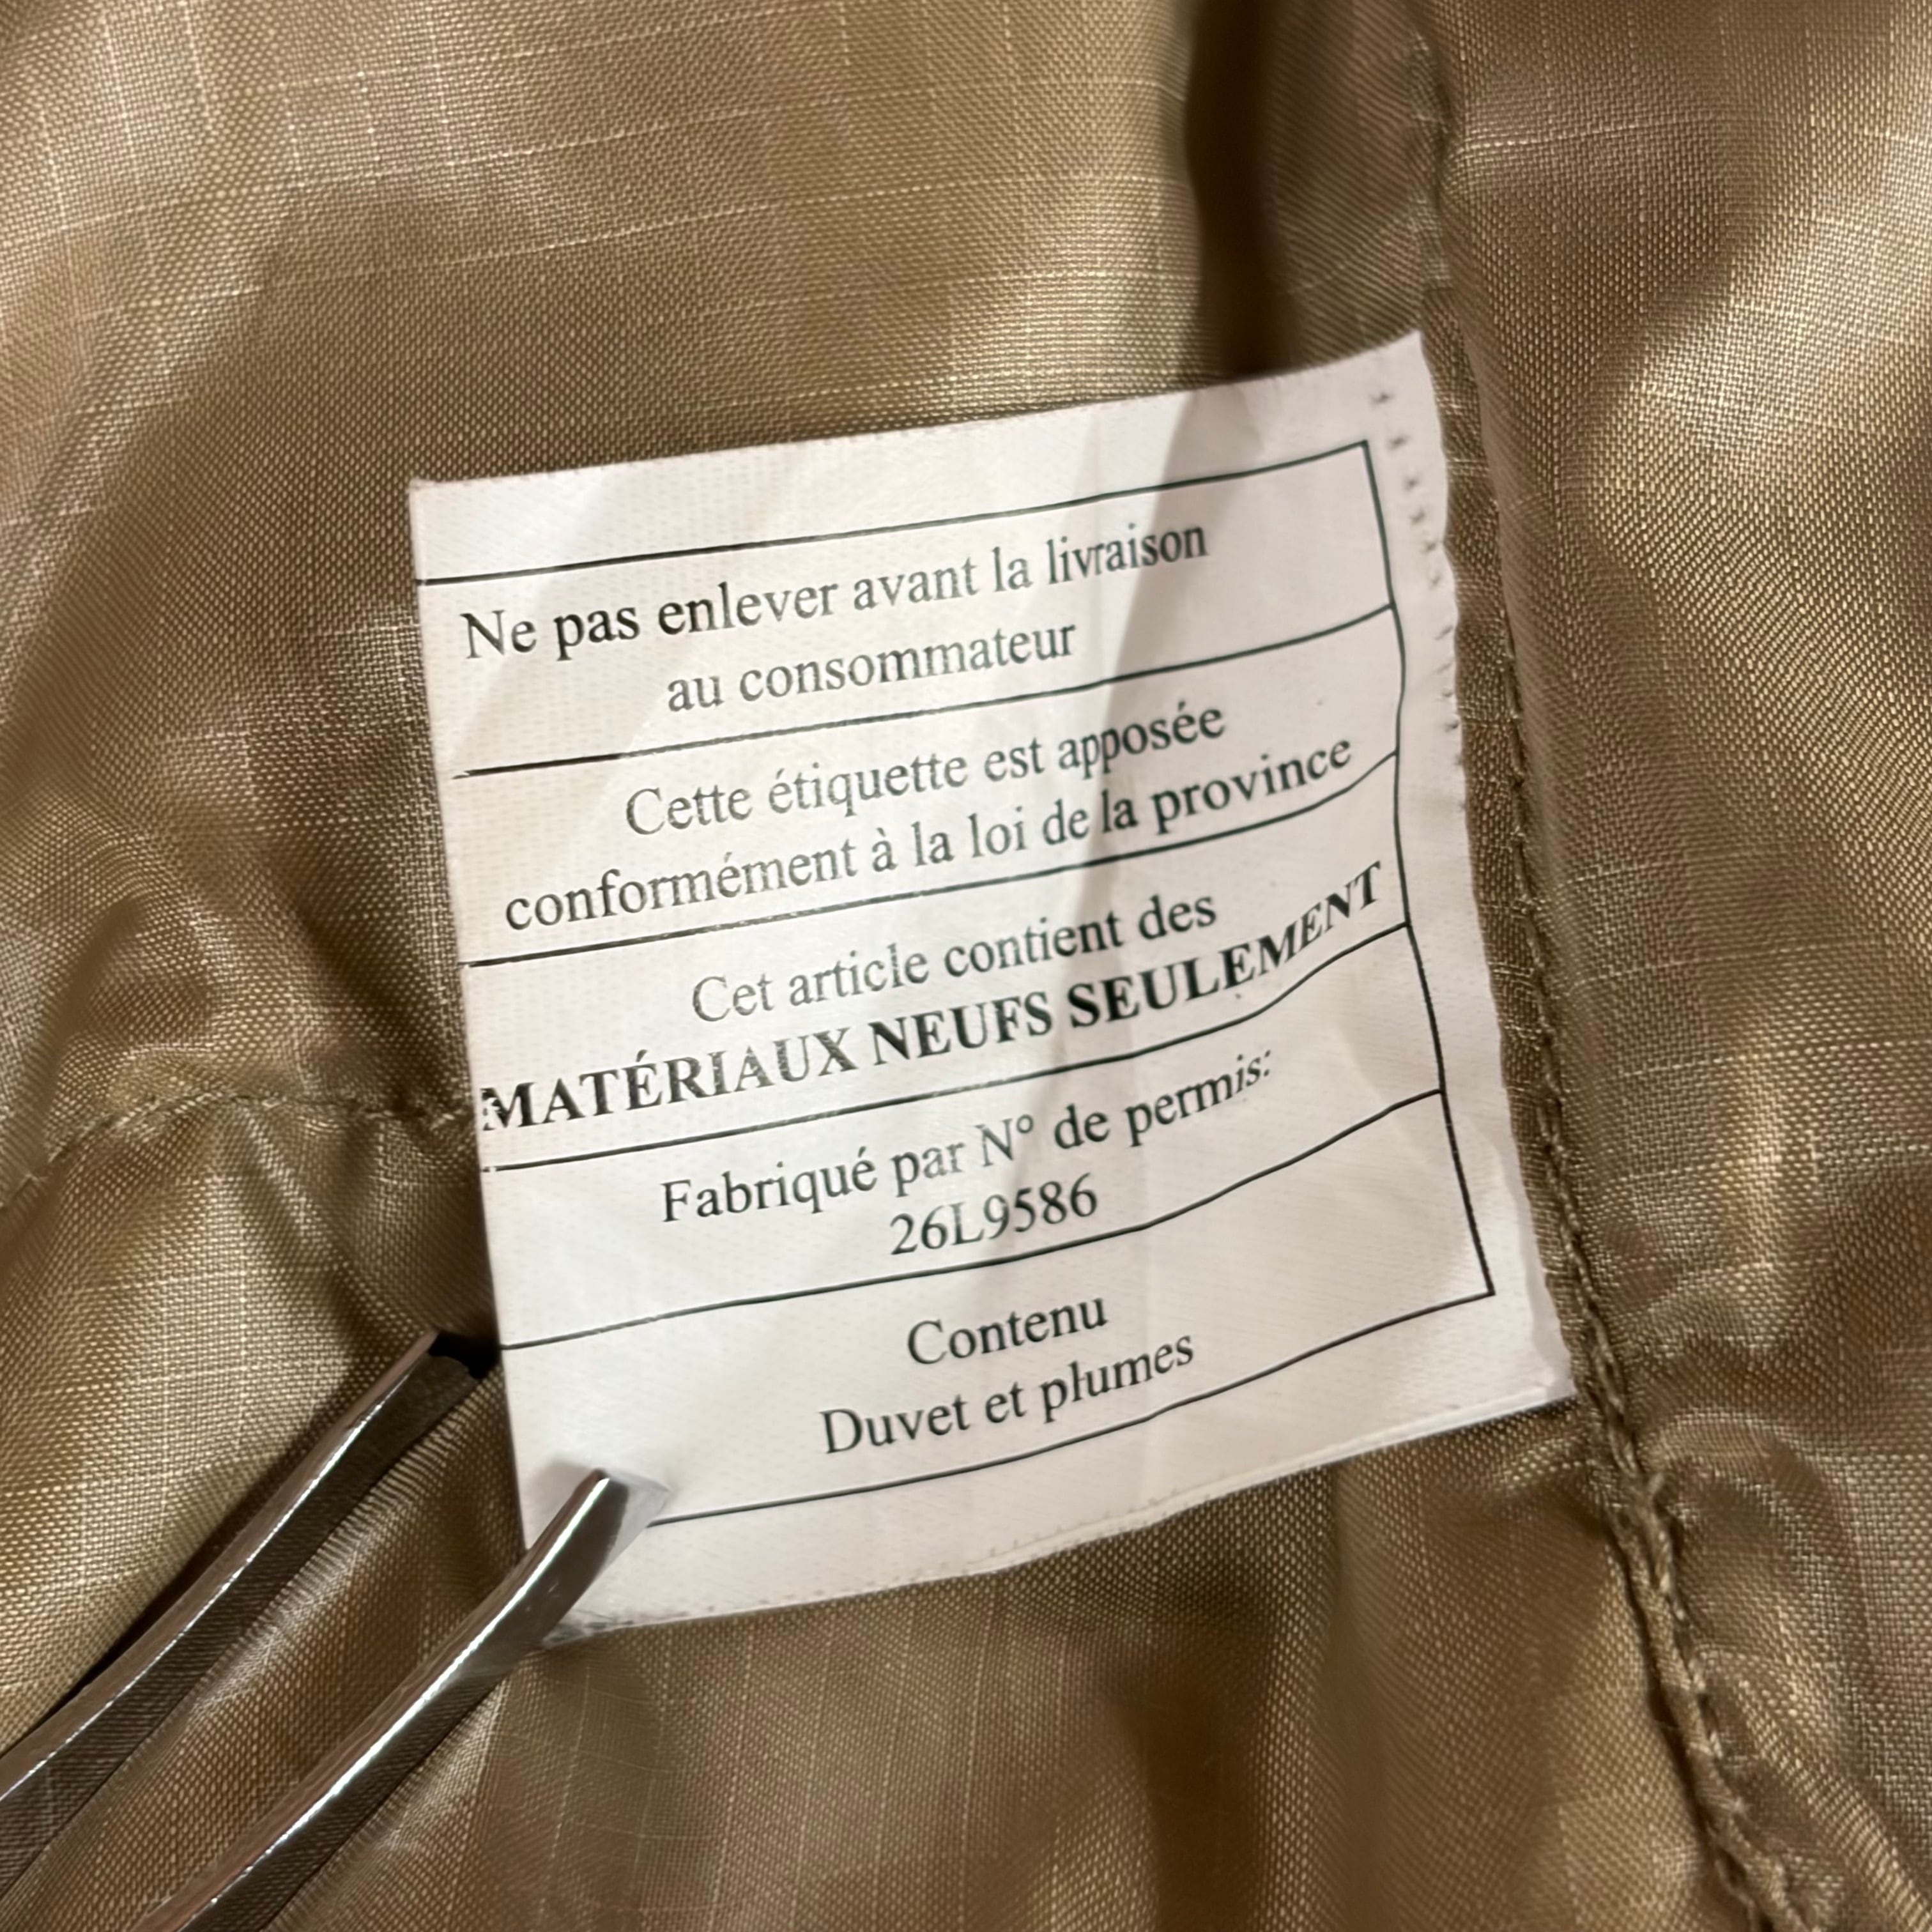 Ne pas enlever avant la livraison
au consommateur
Cette étiquette est apposée
conformément à la loi de la province
Cet article contient des
MATÉRIAUX NEUFS SEULEMENT
Fabriqué par N° de permis:
26L9586
Contenu
Duvet et plumes